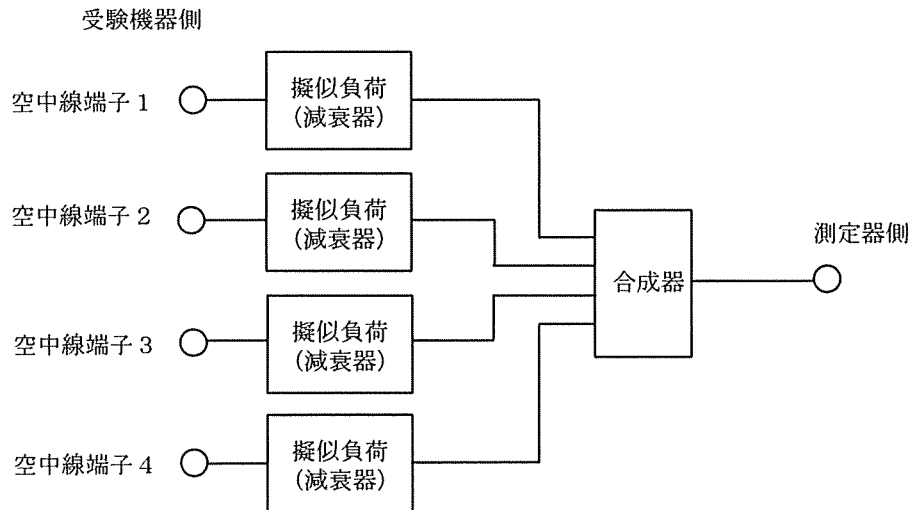 受験機器側
空中線端子1
擬似負荷
(減衰器)
空中線端子2
擬似負荷
(減衰器)
測定器側
合成器
空中線端子3
擬似負荷
(減衰器)
空中線端子4
擬似負荷
(減衰器)